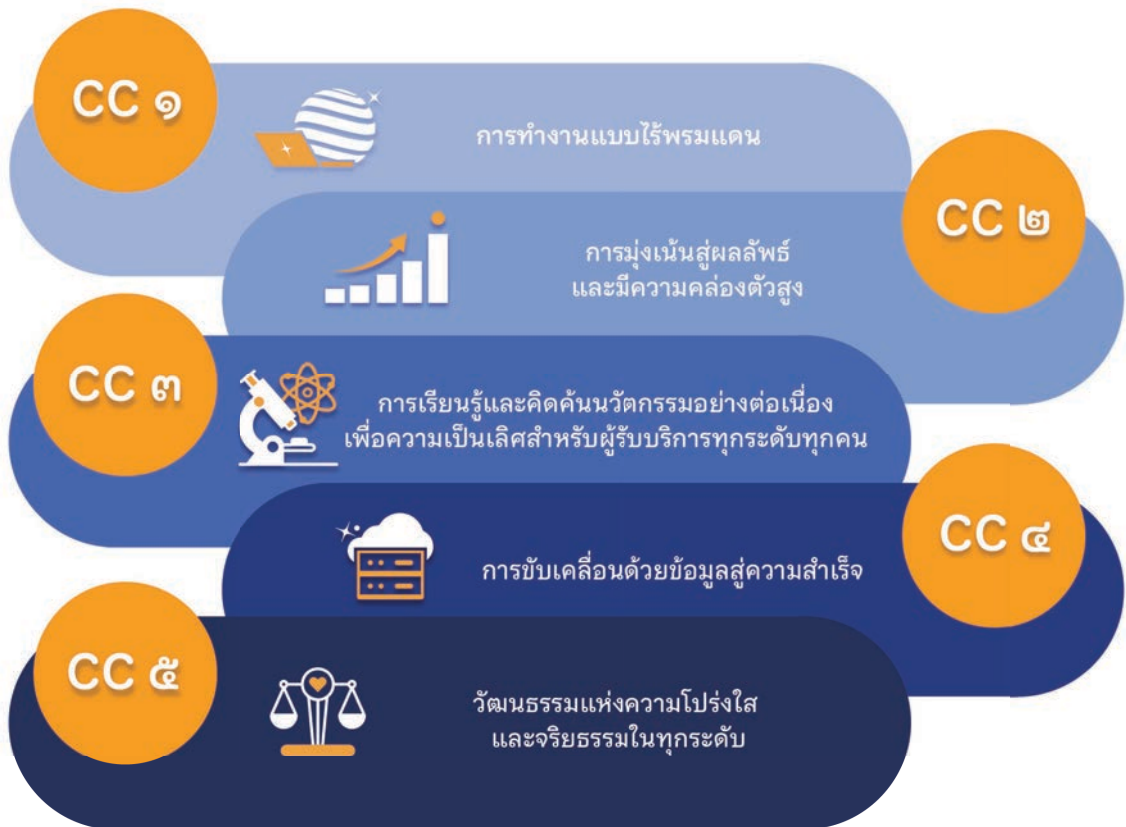 CC ๑
การทำงานแบบไร้พรมแดน
CC ๒
การมุ่งเน้นสู่ผลลัพธ์
และมีความคล่องตัวสูง
CC ๓
การเรียนรู้และคิดค้นนวัตกรรมอย่างต่อเนื่อง
เพื่อความเป็นเลิศสำหรับผู้รับบริการทุกระดับทุกคน
CC ๔
การขับเคลื่อนด้วยข้อมูลสู่ความสำเร็จ
CC ๕
วัฒนธรรมแห่งความโปร่งใส
และจริยธรรมในทุกระดับ